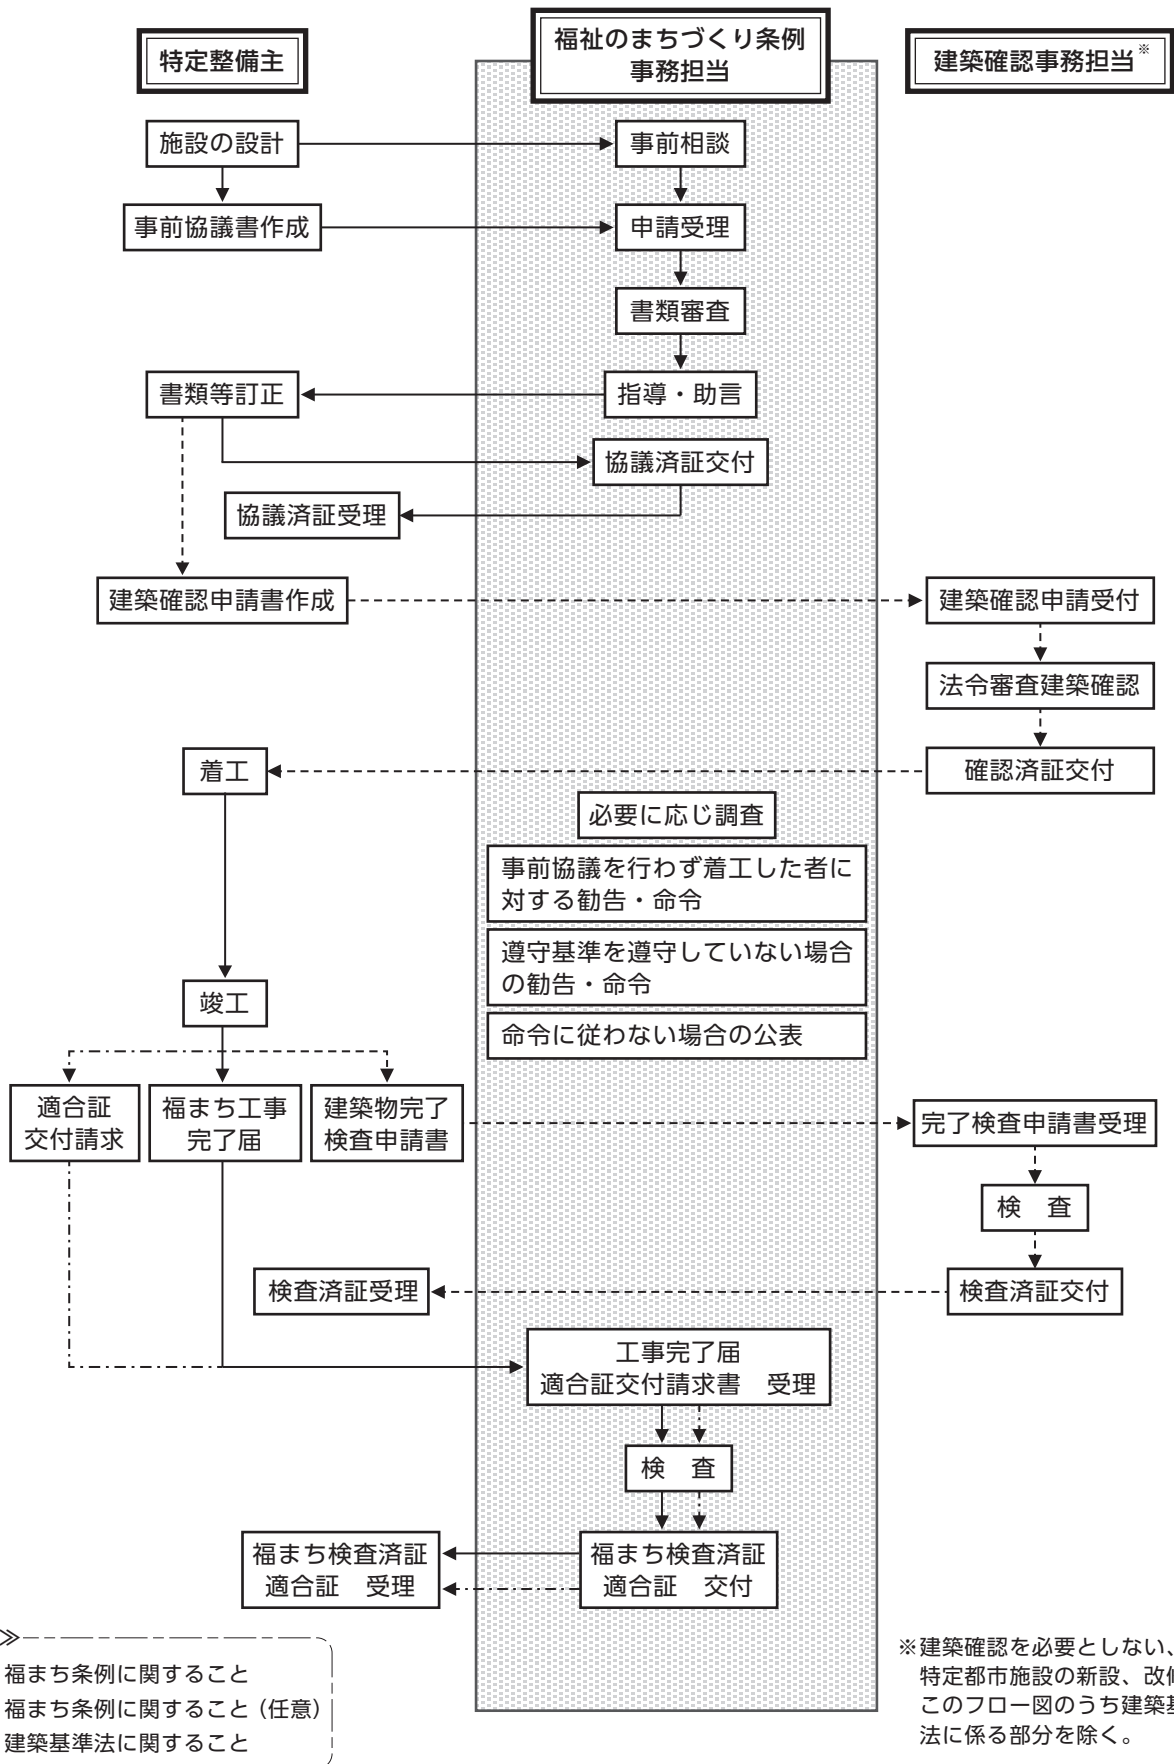 特定整備主
福祉のまちづくり条例
事務担当
建築確認事務担当※
施設の設計
事前相談
事前協議書作成
申請受理
書類審査
書類等訂正
指導・助言
協議済証交付
協議済証受理
建築確認申請書作成
建築確認申請受付
法令審査建築確認
着工
確認済証交付
必要に応じ調査
事前協議を行わず着工した者に
対する勧告・命令
遵守基準を遵守していない場合
の勧告・命令
竣工
命令に従わない場合の公表
適合証
交付請求
福まち工事
完了届
建築物完了
検査申請書
完了検査申請書受理
検 査
検査済証受理
検査済証交付
工事完了届
適合証交付請求書 受理
検 査
福まち検査済証
適合証 受理
福まち検査済証
適合証 交付
≫
福まち条例に関すること
福まち条例に関すること（任意）
建築基準法に関すること
※建築確認を必要としない、
特定都市施設の新設、改修
このフロー図のうち建築基
法に係る部分を除く。